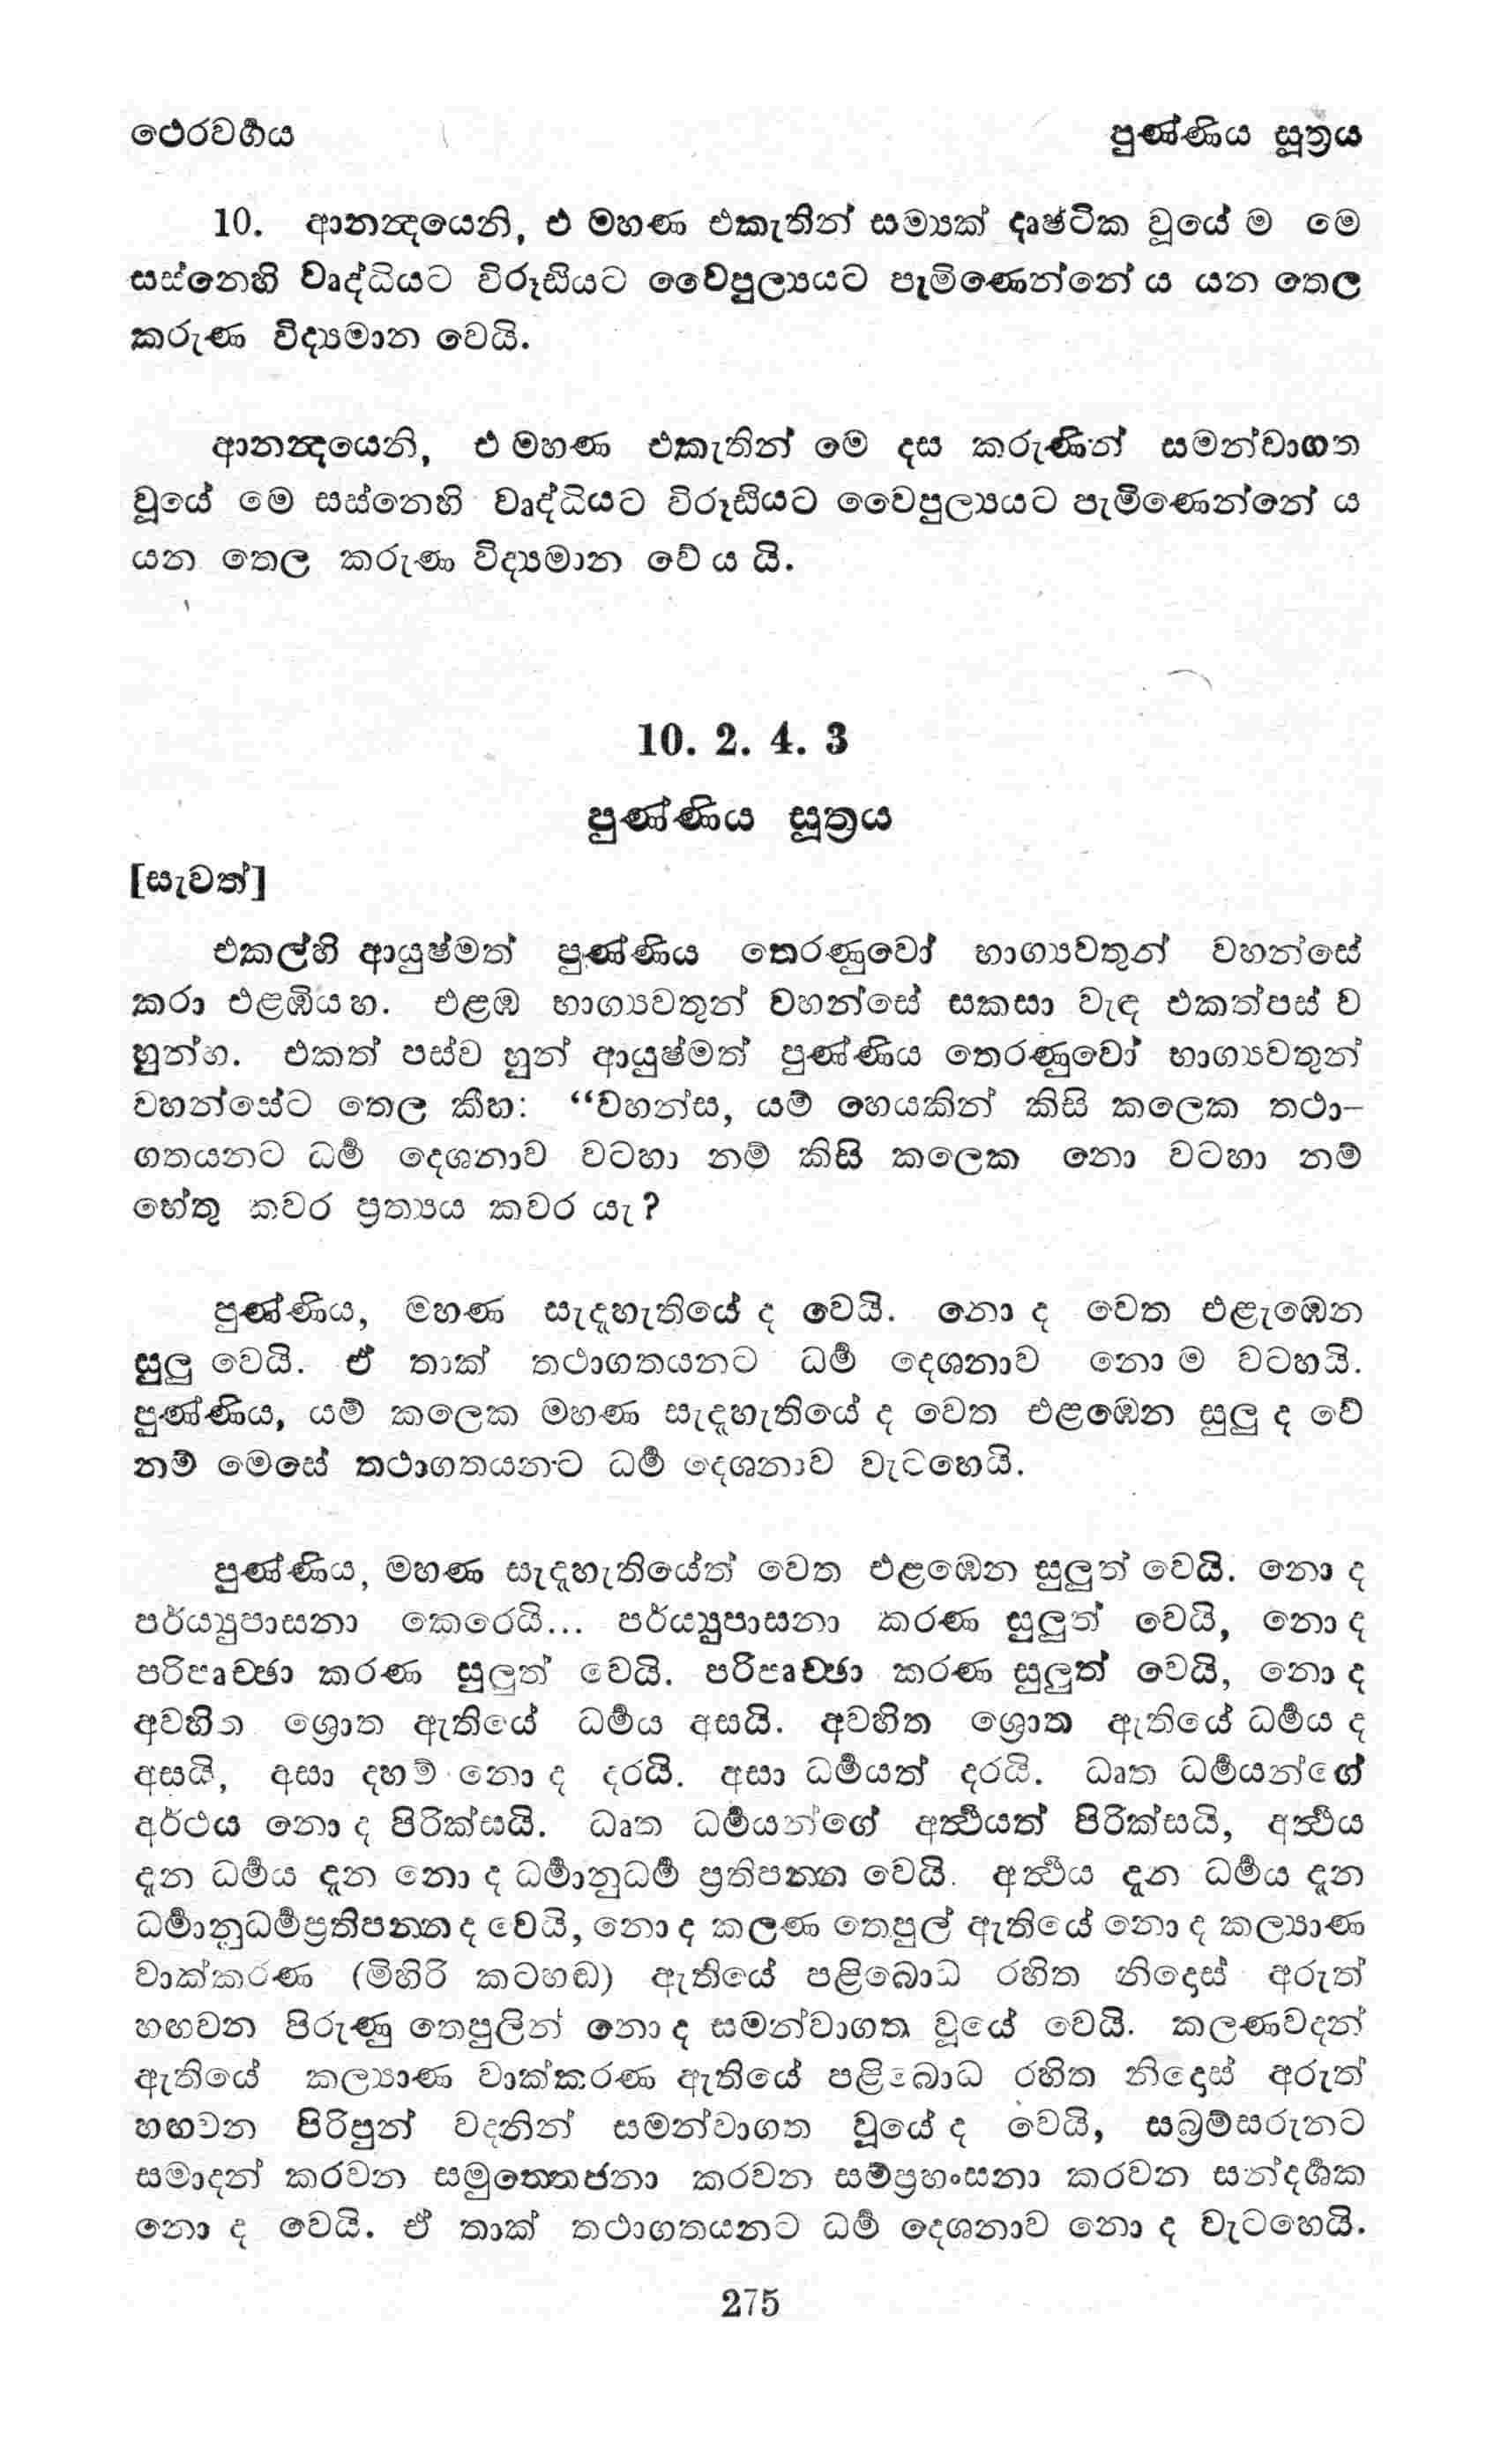 ථෙරවර්ගය	පුණ්ණිය සූත්‍රය
10. ආනන්‍දයෙනි, එ මහණ එකැතින් සම්‍යක් දෘෂ්ටික වූයේ ම මෙ
සස්නෙහි වෘද්ධියට විරූඪියට වෛපුල්‍යයට පැමිණෙන්නේ ය යන තෙල
කරුණ විද්‍යමාන වෙයි.
ආනන්‍දයෙනි, එ මහණ එකැතින් මෙ දස කරුණින් සමන්වාගත
වූයේ මෙ සස්නෙහි වෘද්ධියට විරූඪියට වෛපුල්‍යයට පැමිණෙන්නේ ය
යන තෙල කරුණ විද්‍යමාන වේ ය යි.
10. 2. 4. 3
පුණ්ණිය සූත්‍රය
[සැවත්]
එකල්හි ආයුෂ්මත් පුණ්ණිය තෙරණුවෝ භාග්‍යවතුන් වහන්සේ
කරා එළඹියහ. එළඹ භාග්‍යවතුන් වහන්සේ සකසා වැඳ එකත්පස් ව
හුන්හ. එකත් පස්ව හුන් ආයුෂ්මත් පුණ්ණිය තෙරණුවෝ භාග්‍යවතුන්
වහන්සේට තෙල කීහ: “වහන්ස, යම් හෙයකින් කිසි කලෙක තථා-
ගතයනට ධර්ම දෙශනාව වටහා නම් කිසි කලෙක නො වටහා නම්
හේතු කවර ප්‍රත්‍යය කවර යැ?
පුණ්ණිය, මහණ සැදැහැතියේ ද වෙයි. නො ද වෙත එළැඹෙන
සුලු වෙයි. ඒ තාක් තථාගතයනට ධර්ම දෙශනාව නො ම වටහයි.
පුණ්ණිය, යම් කලෙක මහණ සැදැහැතියේ ද වෙත එළඹෙන සුලු ද වේ
නම් මෙසේ තථාගතයනට ධර්ම දෙශනාව වැටහෙයි.
පුණ්ණිය, මහණ සැදැහැතියේත් වෙත එළඹෙන සුලුත් වෙයි. නො ද
පර්ය්‍යුපාසනා කෙරෙයි... පර්ය්‍යුපාසනා කරණ සුලුත් වෙයි, නො ද
පරිපෘච්ඡා කරණ සුලුත් වෙයි. පරිපෘච්ඡා කරණ සුලුත් වෙයි, නො ද
අවහිත ශ්‍රොත ඇතියේ ධර්මය අසයි. අවහිත ශ්‍රොත ඇතියේ ධර්මය ද
අසයි, අසා දහම් නො ද දරයි. අසා ධර්මයත් දරයි. ධෘත ධර්මයන්ගේ
අර්ථය නො ද පිරික්සයි. ධෘත ධර්මයන්ගේ අර්ත්‍ථයත් පිරික්සයි, අර්ත්‍ථය
දැන ධර්මය දැන නො ද ධර්මානුධර්ම ප්‍රතිපන්න වෙයි. අර්ත්‍ථය දැන ධර්මය දැන
ධර්මානුධර්මප්‍රතිපන්න ද වෙයි, නො ද කලණ තෙපුල් ඇතියේ නො ද කල්‍යාණ
වාක්කරණ (මිහිරි කටහඬ) ඇතියේ පළිබොධ රහිත නිදොස් අරුත්
හඟවන පිරුණු තෙපුලින් නො ද සමන්වාගත වූයේ වෙයි. කලණවදන්
ඇතියේ කල්‍යාණ වාක්කරණ ඇතියේ පළිබොධ රහිත නිදොස් අරුත්
හඟවන පිරිපුන් වදනින් සමන්වාගත වූයේ ද වෙයි, සබ්‍රම්සරුනට
සමාදන් කරවන සමුත්තෙජනා කරවන සම්ප්‍රහංසනා කරවන සන්දර්ශක
නො ද වෙයි. ඒ තාක් තථාගතයනට ධර්ම දෙශනාව නො ද වැටහෙයි.
275